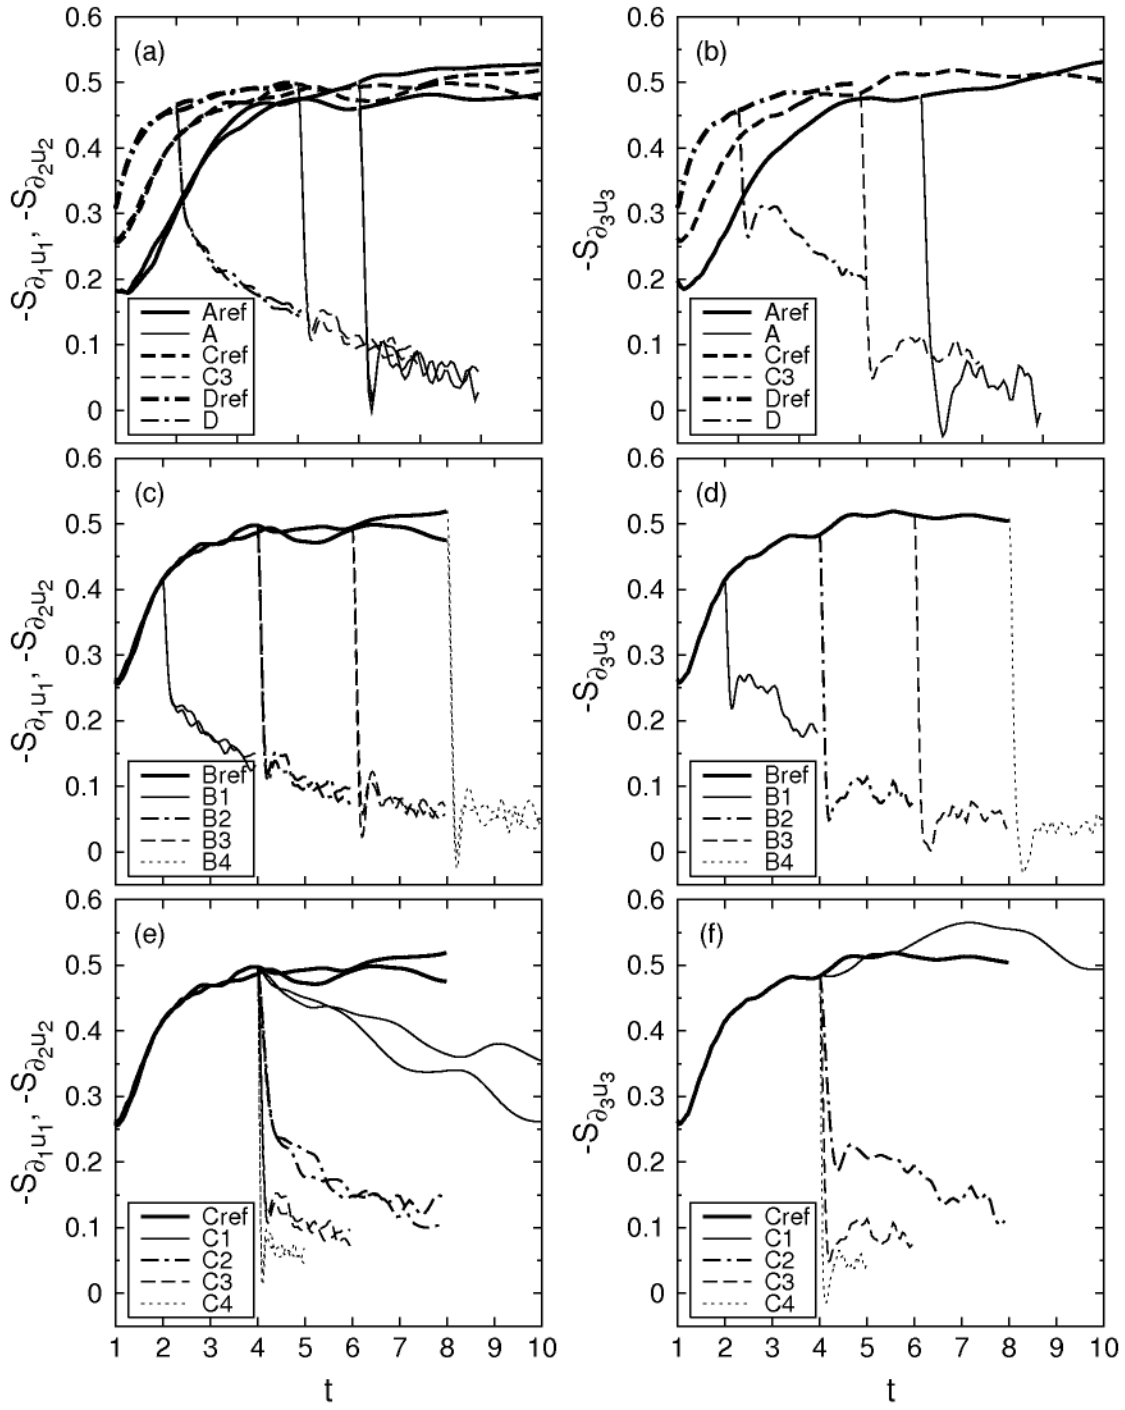 (a)
-S∂1u1, -S∂2u2
0.6
0.5
0.4
0.3
0.2
0.1
0
Aref
A
Cref
C3
Dref
D
(b)
-S∂3u3
0.6
0.5
0.4
0.3
0.2
0.1
0
Aref
A
Cref
C3
Dref
D
(c)
-S∂1u1, -S∂2u2
0.6
0.5
0.4
0.3
0.2
0.1
0
Bref
B1
B2
B3
B4
(d)
-S∂3u3
0.6
0.5
0.4
0.3
0.2
0.1
0
Bref
B1
B2
B3
B4
(e)
-S∂1u1, -S∂2u2
0.6
0.5
0.4
0.3
0.2
0.1
0
Cref
C1
C2
C3
C4
1 2 3 4 5 6 7 8 9 10
t
(f)
-S∂3u3
0.6
0.5
0.4
0.3
0.2
0.1
0
Cref
C1
C2
C3
C4
1 2 3 4 5 6 7 8 9 10
t